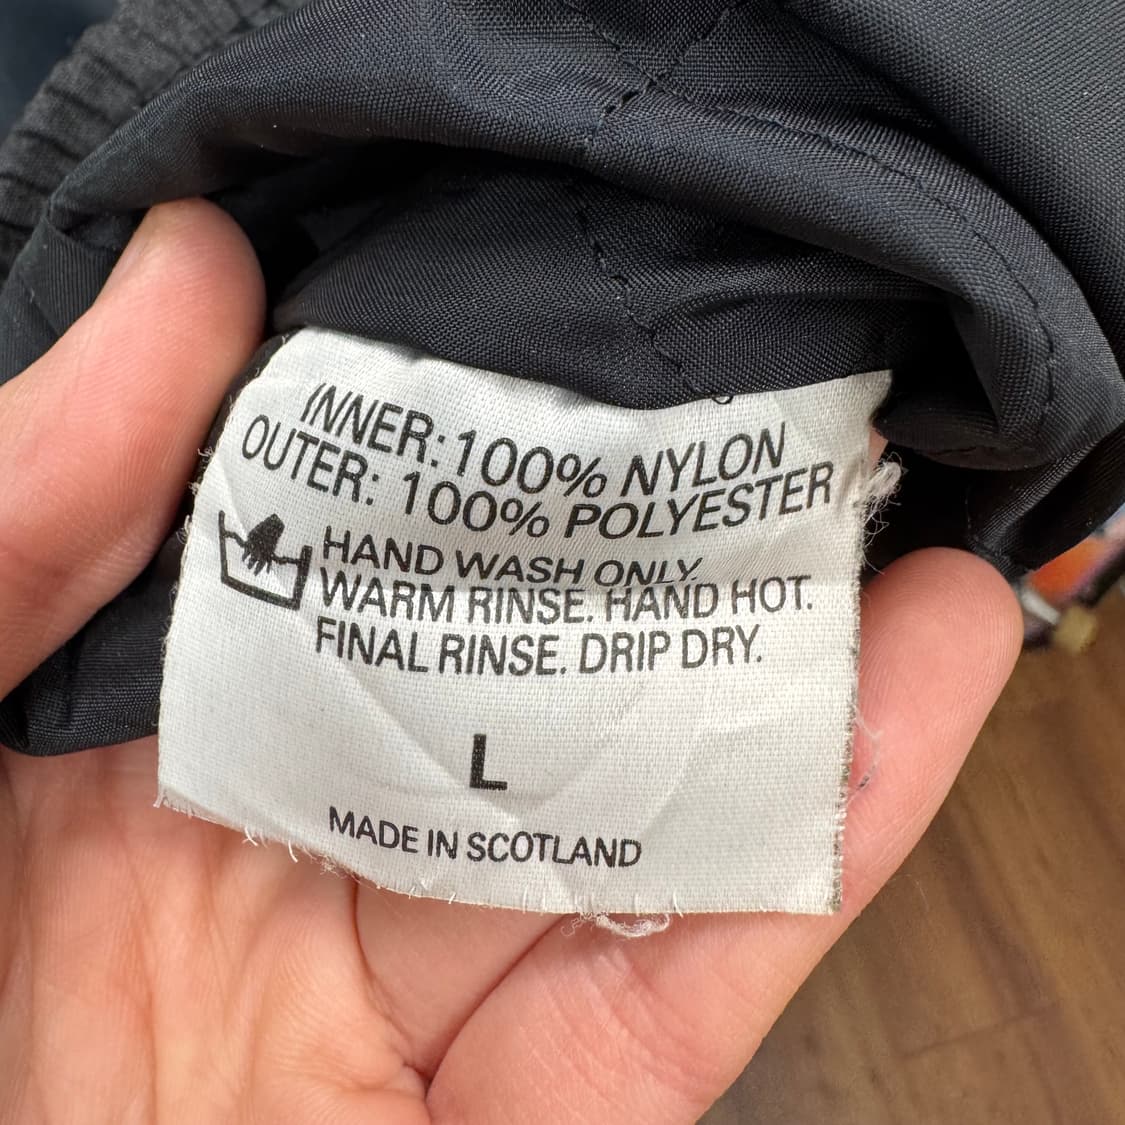 INNER: 100% NYLON
OUTER: 100% POLYESTER
HAND WASH ONLY.
WARM RINSE. HAND HOT.
FINAL RINSE. DRIP DRY.
L
MADE IN SCOTLAND